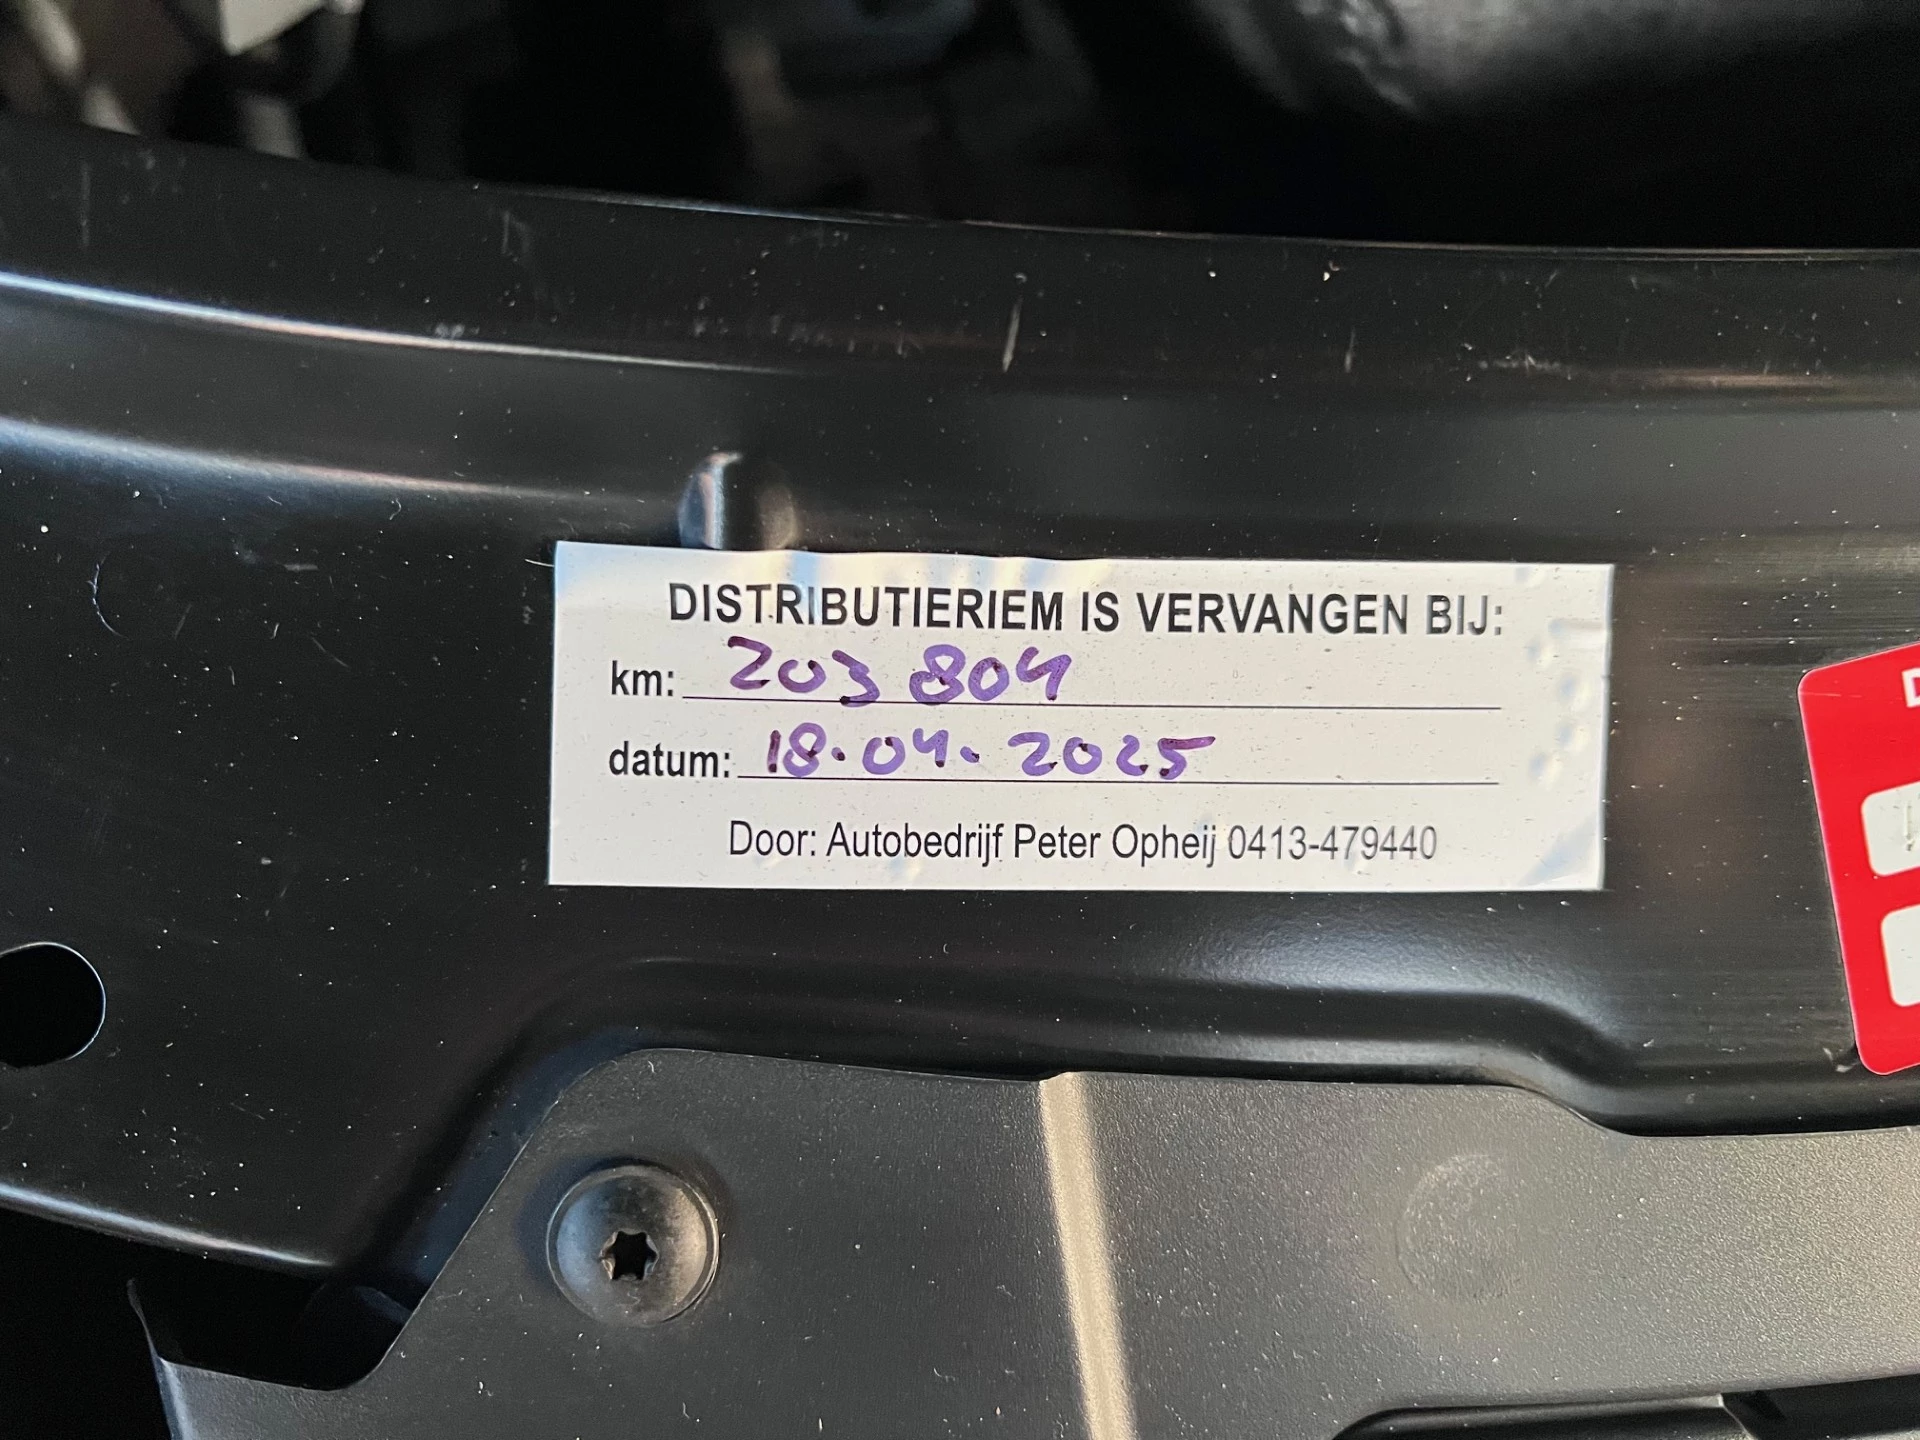 DISTRIBUTIERIEM IS VERVANGEN BIJ:
km: 203 804
datum: 18.04.2025
Door: Autobedrijf Peter Opheij 0413-479440
D